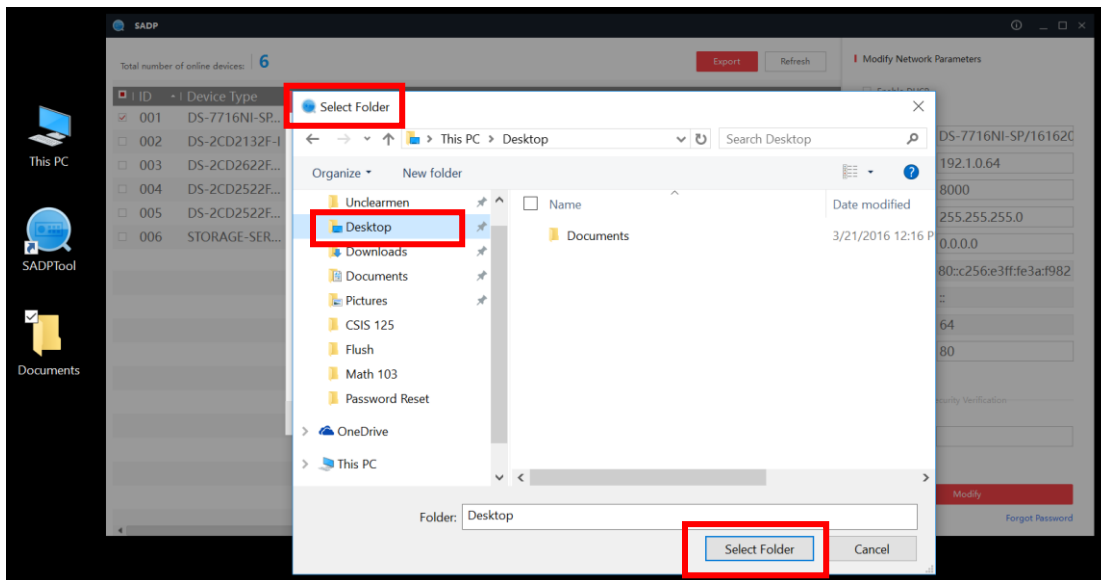 SADP
Total number of online devices: 6
Export
Refresh
Modify Network Parameters
Enable DHCP
ID
Device Type
001 DS-7716NI-SP...
002 DS-2CD2132F-I
003 DS-2CD2622F...
004 DS-2CD2522F...
005 DS-2CD2522F...
006 STORAGE-SER...
This PC
SADPTool
Documents
Select Folder
This PC > Desktop
Search Desktop
Organize
New folder
Unclearmen
Desktop
Downloads
Documents
Pictures
CSIS 125
Flush
Math 103
Password Reset
OneDrive
This PC
Name
Date modified
Documents
3/21/2016 12:16 P
Folder: Desktop
Select Folder
Cancel
DS-7716NI-SP/161620
192.1.0.64
8000
255.255.255.0
0.0.0.0
80::c256:e3ff:fe3a:f982
::
64
80
curity Verification
Modify
Forgot Password